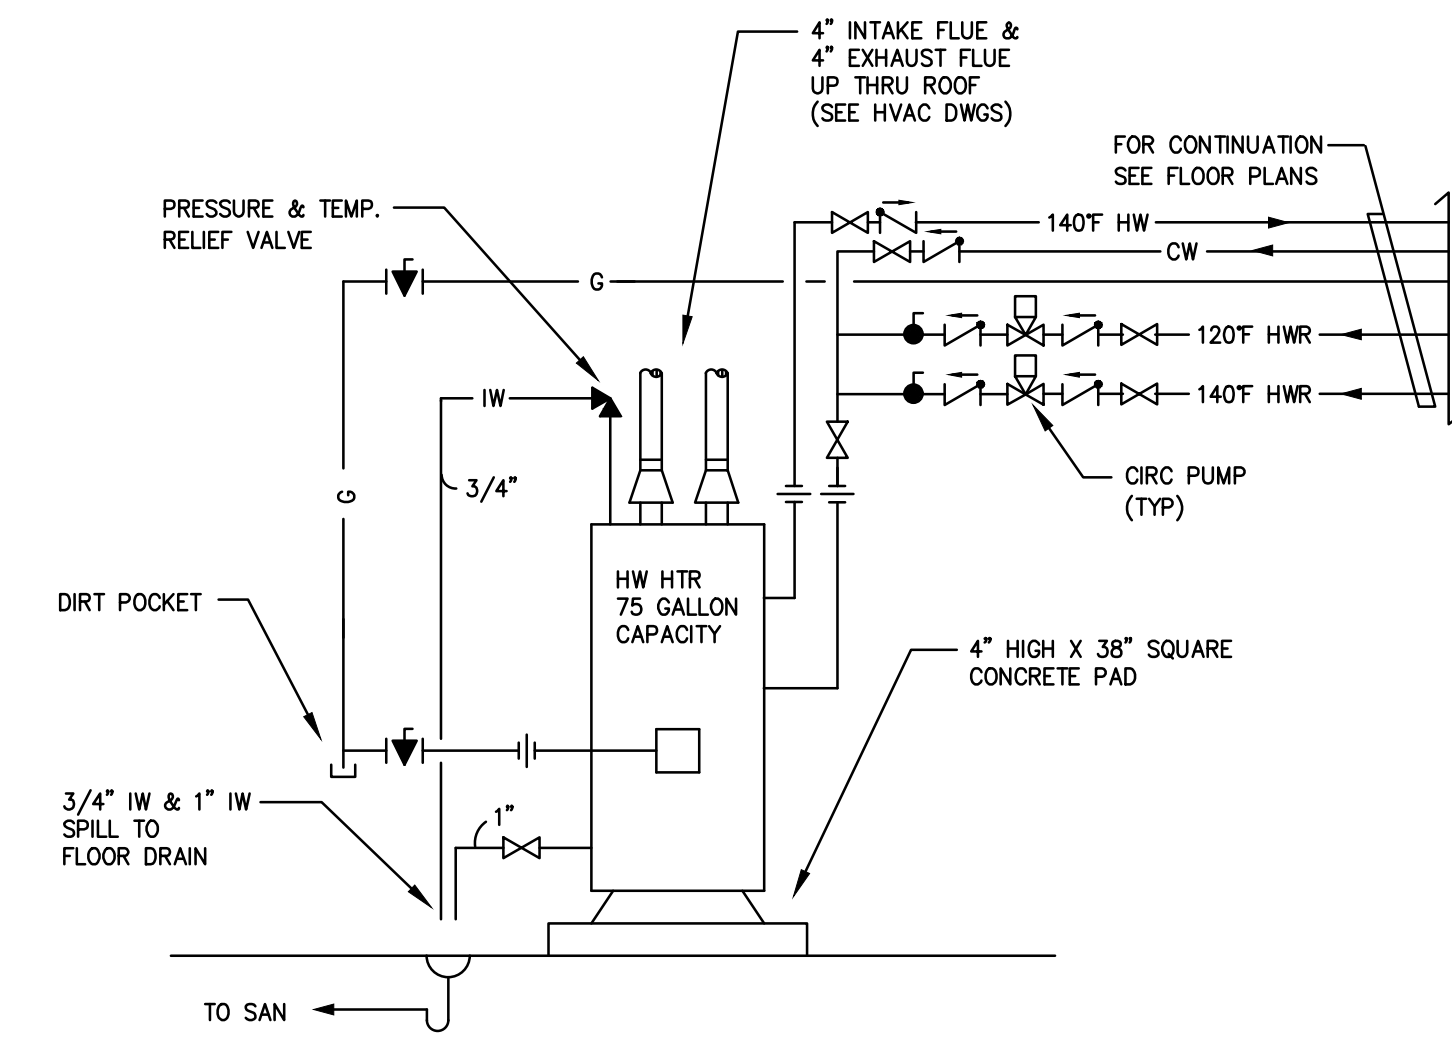 4" INTAKE FLUE &
4" EXHAUST FLUE
UP THRU ROOF
(SEE HVAC DWGS)
FOR CONTINUATION
SEE FLOOR PLANS
PRESSURE & TEMP.
RELIEF VALVE
140°F HW
CW
G
120°F HWR
140°F HWR
IW
3/4"
G
CIRC PUMP
(TYP)
HW HTR
75 GALLON
CAPACITY
DIRT POCKET
4" HIGH X 38" SQUARE
CONCRETE PAD
3/4" IW & 1" IW
SPILL TO
FLOOR DRAIN
1"
TO SAN